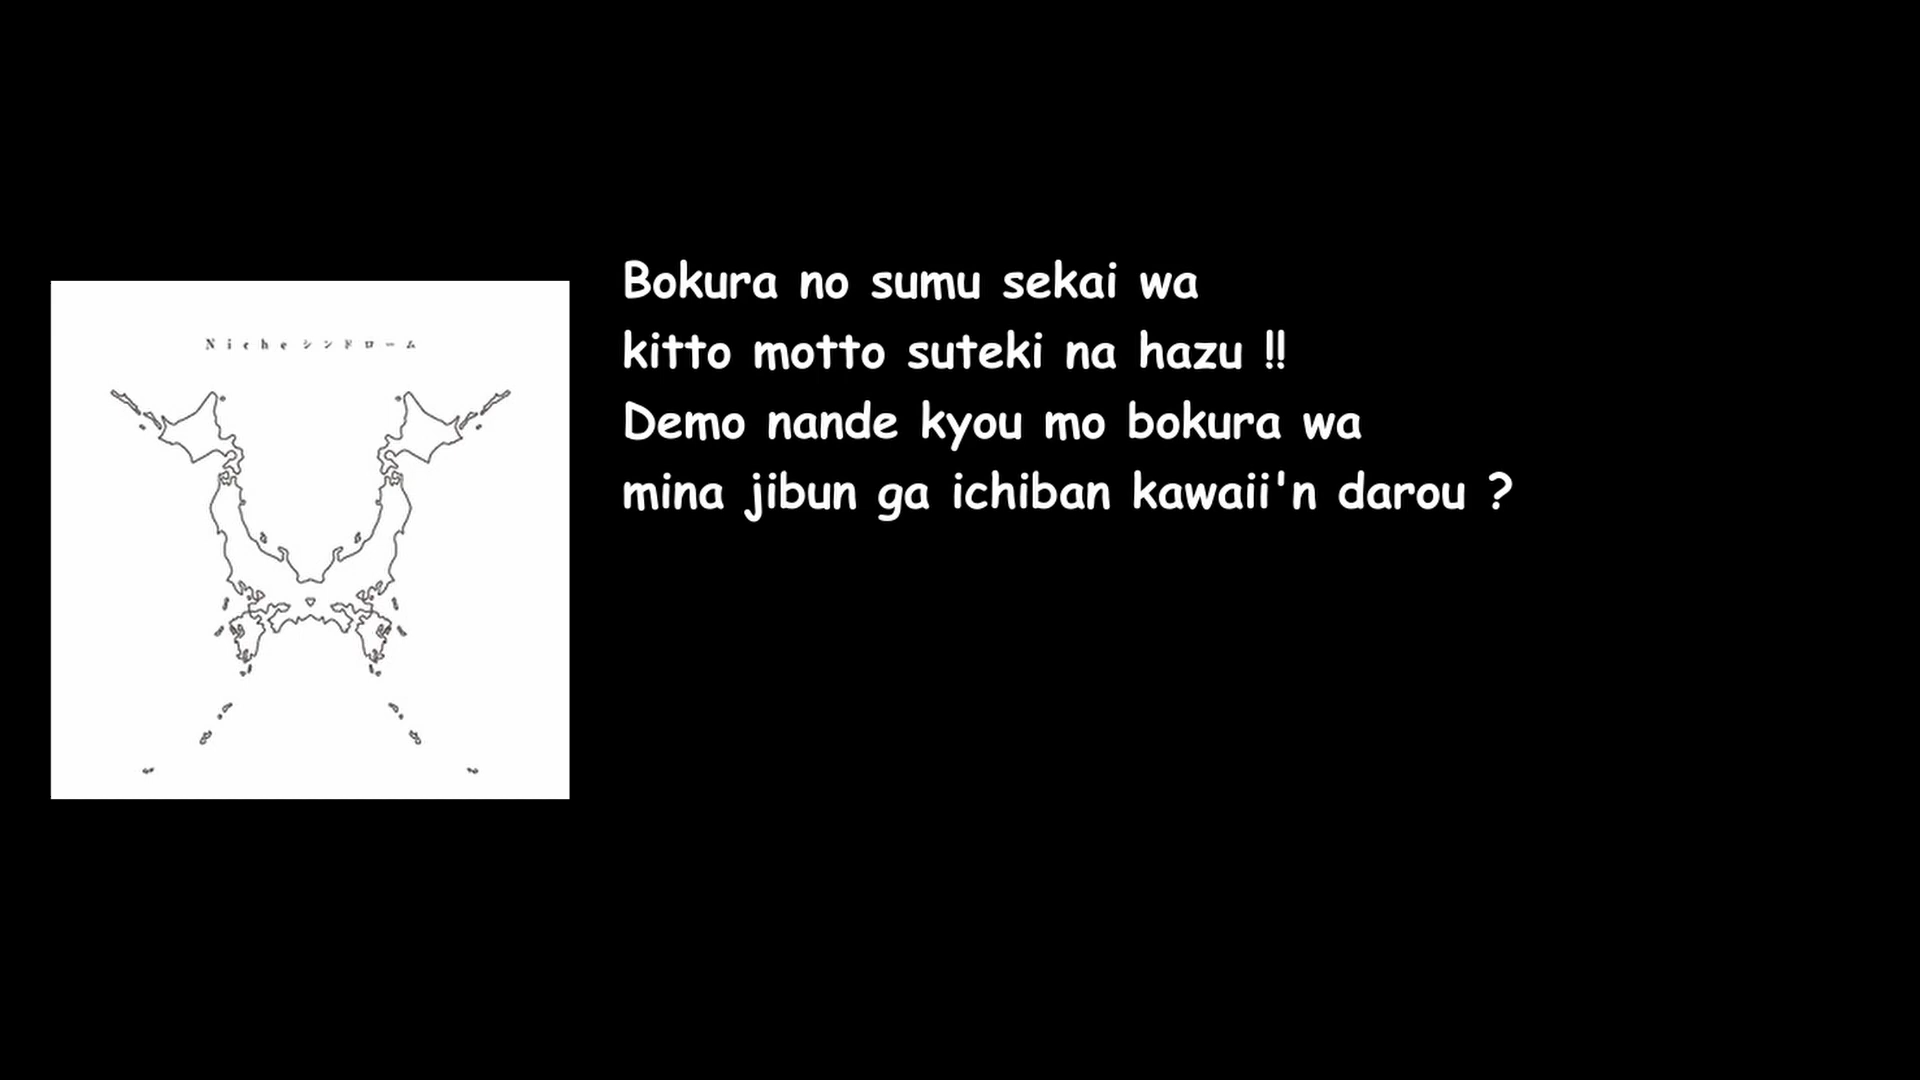 Niche シンドローム
Bokura no sumu sekai wa
kitto motto suteki na hazu !!
Demo nande kyou mo bokura wa
mina jibun ga ichiban kawaii'n darou ?